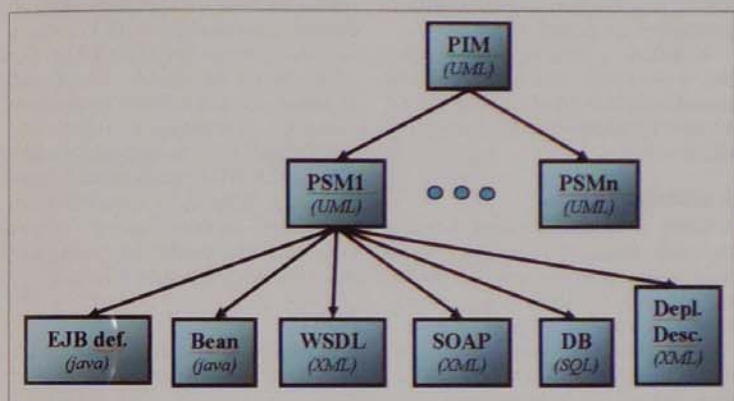 PIM
(UML)
PSM1
(UML)
PSMn
(UML)
EJB def.
(java)
Bean
(java)
WSDL
(XML)
SOAP
(XML)
DB
(SQL)
Depl.
Desc.
(XML)